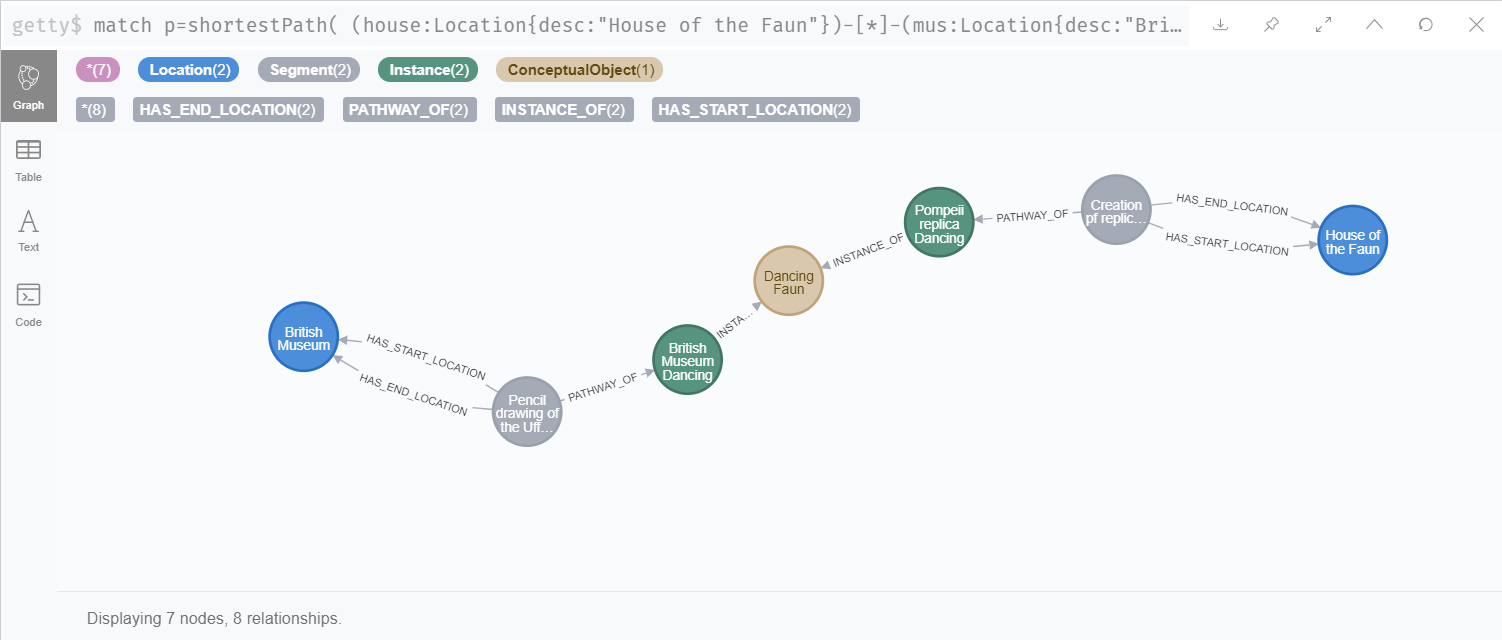 getty$ match p=shortestPath( (house:Location{desc:"House of the Faun"})-[*]-(mus:Location{desc:"Bri…
*(7) Location(2) Segment(2) Instance(2) ConceptualObject(1)
*(8) HAS_END_LOCATION(2) PATHWAY_OF(2) INSTANCE_OF(2) HAS_START_LOCATION(2)
Graph
Table
Text
Code
British
Museum
HAS_START_LOCATION
HAS_END_LOCATION
Pencil
drawing of
the Uff…
PATHWAY_OF
British
Museum
Dancing
INSTA…
Dancing
Faun
INSTANCE_OF
Pompeii
replica
Dancing
PATHWAY_OF
Creation
pf replic…
HAS_END_LOCATION
HAS_START_LOCATION
House of
the Faun
Displaying 7 nodes, 8 relationships.